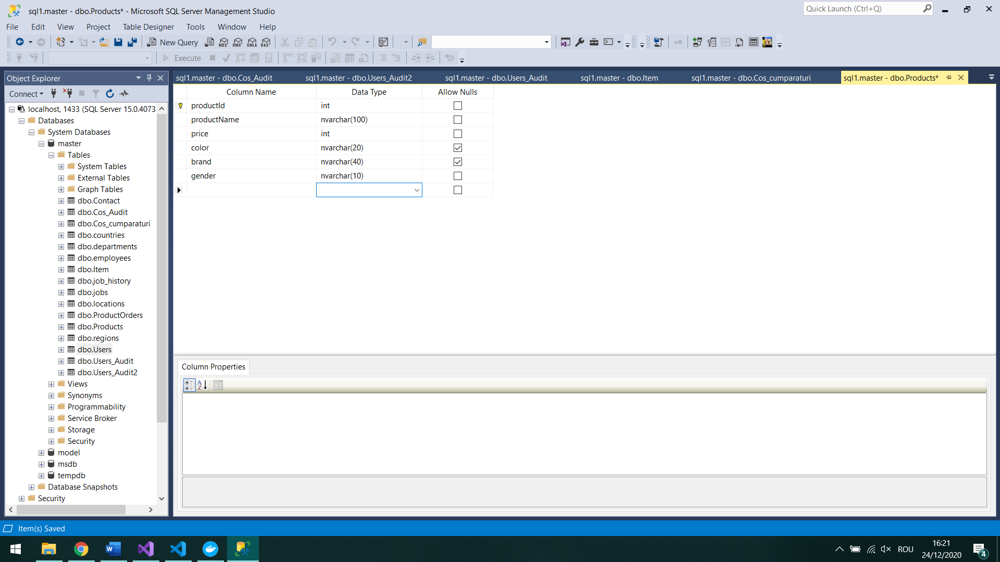 sql1.master - dbo.Products* - Microsoft SQL Server Management Studio
Quick Launch (Ctrl+Q)
File Edit View Project Table Designer Tools Window Help
New Query MDX DMX XMLA DAX
Execute
Object Explorer
sql1.master - dbo.Cos_Audit sql1.master - dbo.Users_Audit2 sql1.master - dbo.Users_Audit sql1.master - dbo.Item sql1.master - dbo.Cos_cumparaturi sql1.master - dbo.Products*
Connect
Column Name Data Type Allow Nulls
productId int
productName nvarchar(100)
price int
color nvarchar(20)
brand nvarchar(40)
gender nvarchar(10)
localhost, 1433 (SQL Server 15.0.4073
Databases
System Databases
master
Tables
System Tables
External Tables
Graph Tables
dbo.Contact
dbo.Cos_Audit
dbo.Cos_cumparaturi
dbo.countries
dbo.departments
dbo.employees
dbo.Item
dbo.job_history
dbo.jobs
dbo.locations
dbo.ProductOrders
dbo.Products
dbo.regions
dbo.Users
dbo.Users_Audit
dbo.Users_Audit2
Views
Synonyms
Programmability
Service Broker
Storage
Security
model
msdb
tempdb
Database Snapshots
Security
Column Properties
Item(s) Saved
ROU
16:21
24/12/2020
4